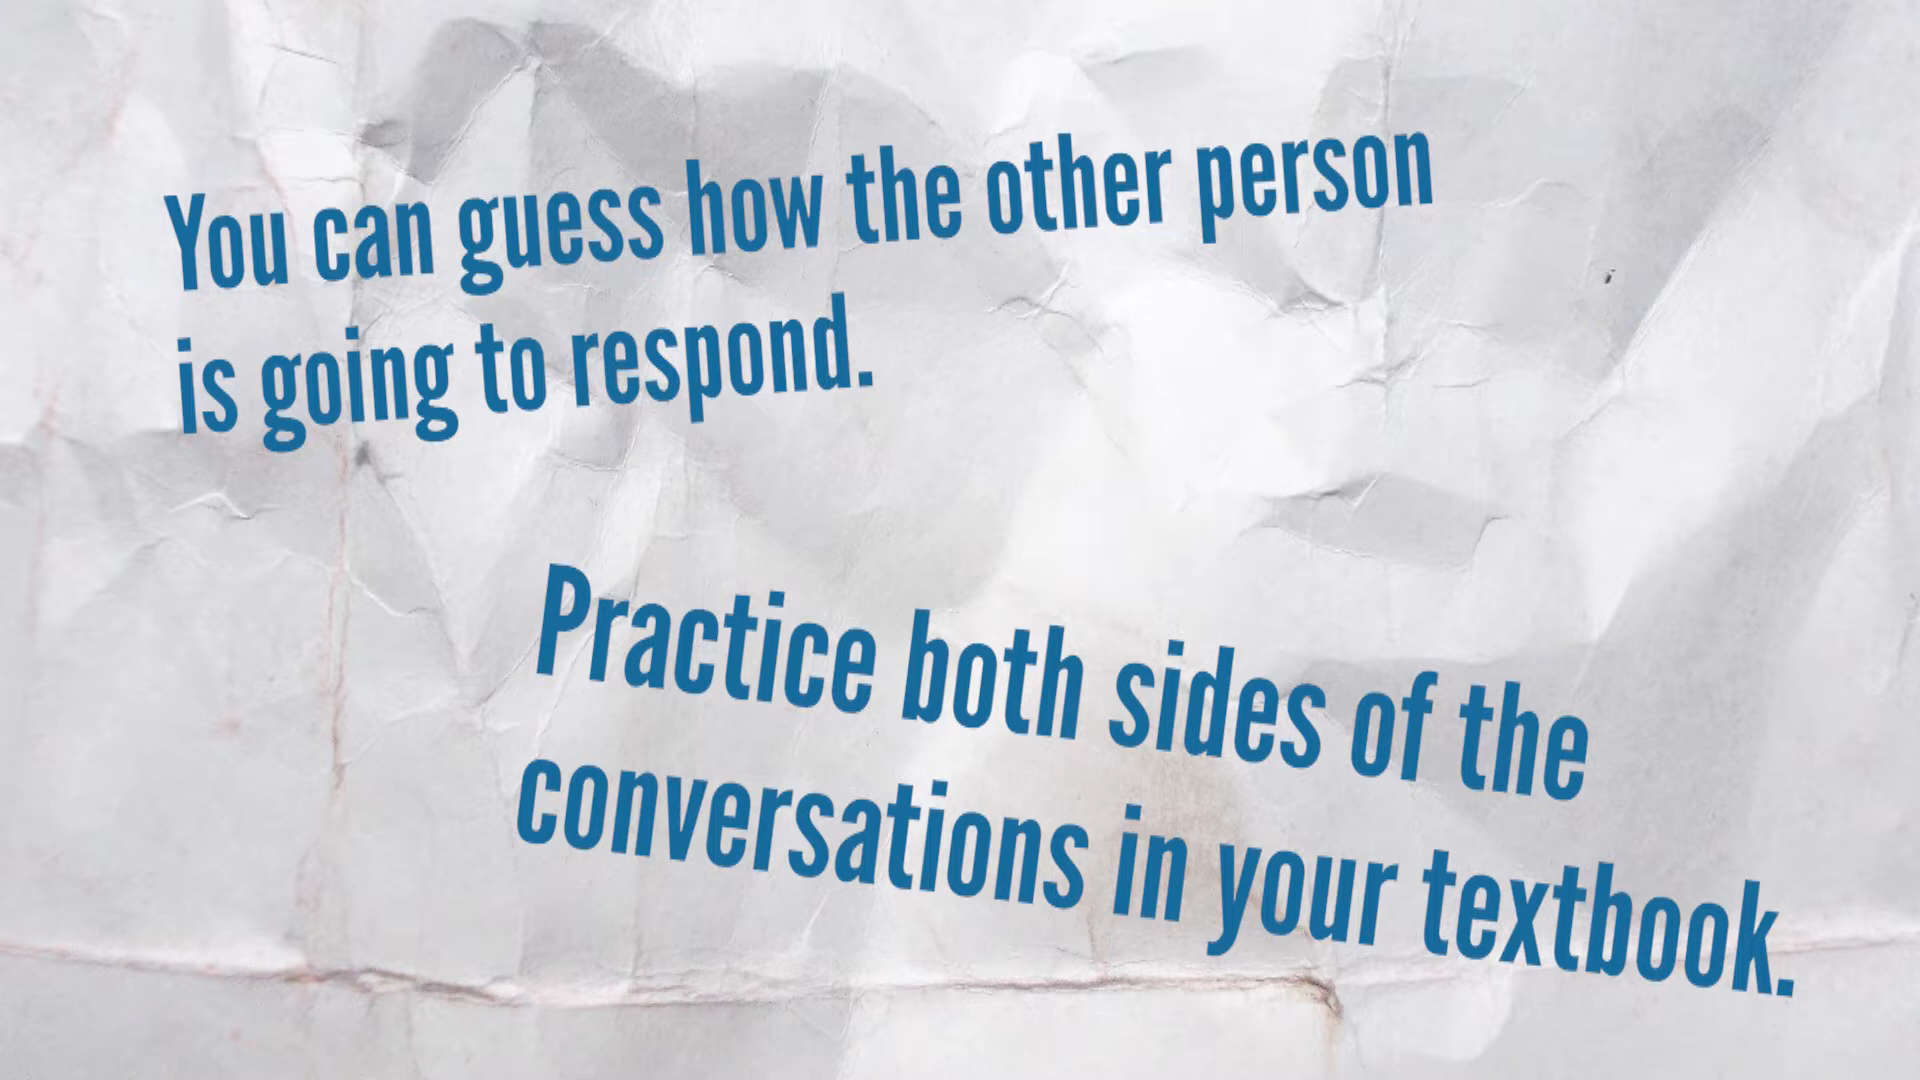 You can guess how the other person
is going to respond.
Practice both sides of the
conversations in your textbook.